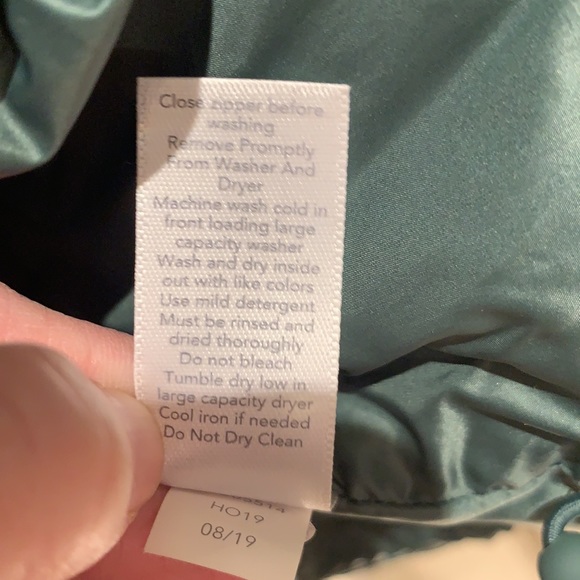 Close zipper before
washing
Remove Promptly
From Washer And
Dryer
Machine wash cold in
front loading large
capacity washer
Wash and dry inside
out with like colors
Use mild detergent
Must be rinsed and
dried thoroughly
Do not bleach
Tumble dry low in
large capacity dryer
Cool iron if needed
Do Not Dry Clean
HO19
08/19